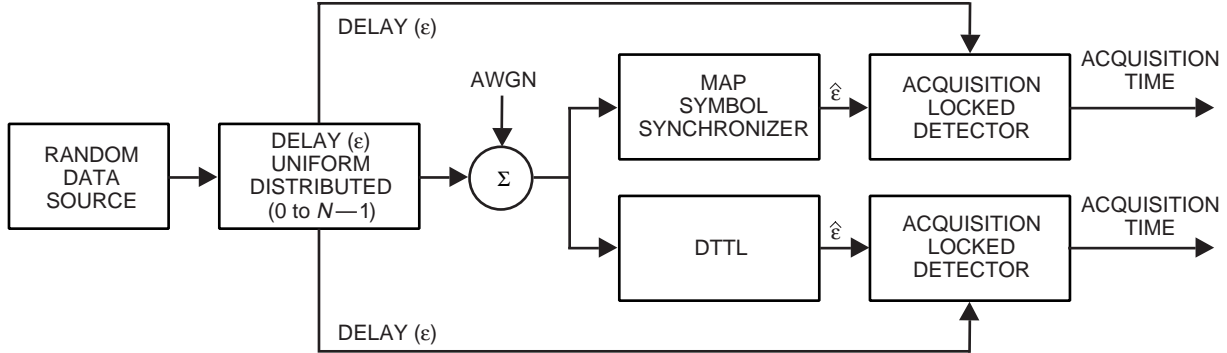 DELAY (ε)
AWGN
RANDOM
DATA
SOURCE
DELAY (ε)
UNIFORM
DISTRIBUTED
(0 to N—1)
Σ
MAP
SYMBOL
SYNCHRONIZER
ε̂
ACQUISITION
LOCKED
DETECTOR
ACQUISITION
TIME
DTTL
ε̂
ACQUISITION
LOCKED
DETECTOR
ACQUISITION
TIME
DELAY (ε)